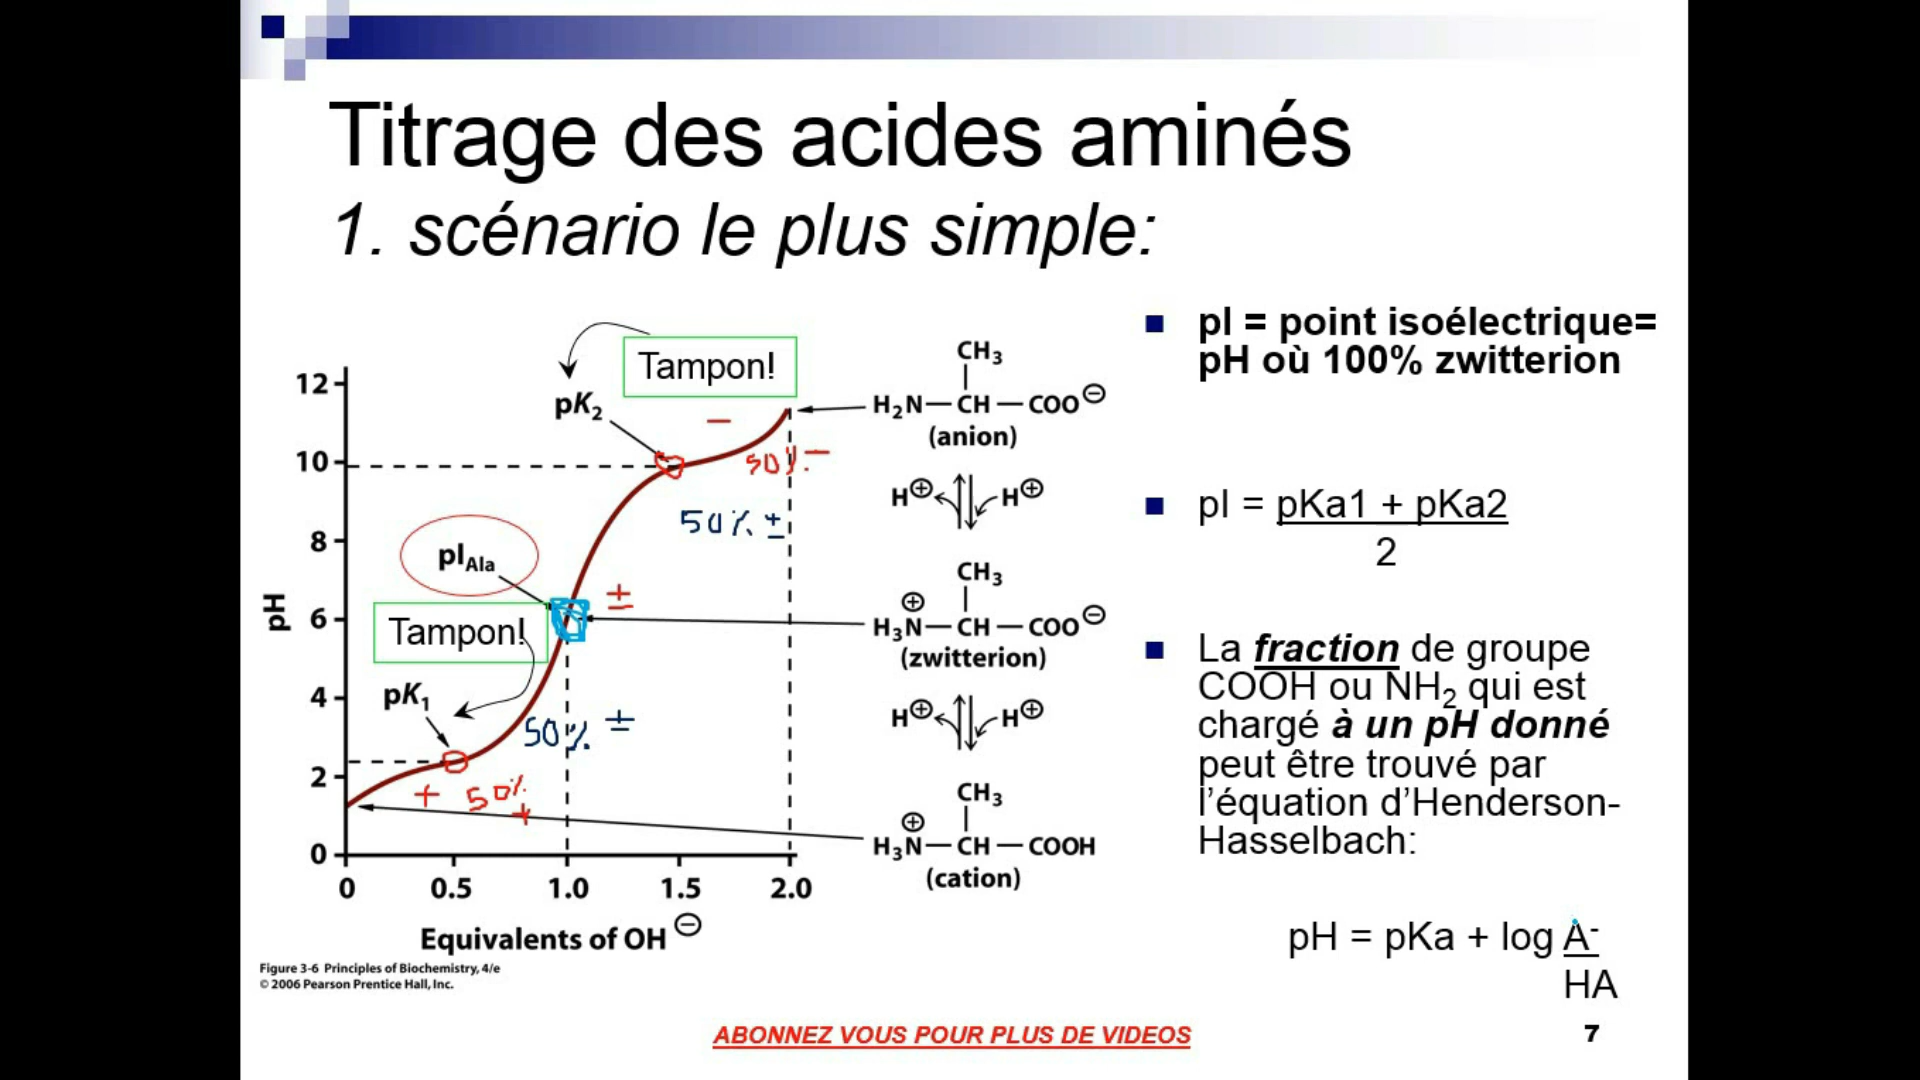 Titrage des acides aminés
1. scénario le plus simple:
Tampon!
pK₂
12
10
8
6
4
2
0
pH
pI_Ala
Tampon!
pK₁
−
50% −
50% ±
±
50% ±
+ 50%
+
0 0.5 1.0 1.5 2.0
Equivalents of OH ⊖
Figure 3-6 Principles of Biochemistry, 4/e
© 2006 Pearson Prentice Hall, Inc.
CH₃
H₂N — CH — COO ⊖
(anion)
H⊕ H⊕
CH₃
⊕
H₃N — CH — COO ⊖
(zwitterion)
H⊕ H⊕
CH₃
⊕
H₃N — CH — COOH
(cation)
pI = point isoélectrique=
pH où 100% zwitterion
pI = pKa1 + pKa2
2
La fraction de groupe
COOH ou NH₂ qui est
chargé à un pH donné
peut être trouvé par
l’équation d’Henderson-
Hasselbach:
pH = pKa + log A⁻
HA
ABONNEZ VOUS POUR PLUS DE VIDEOS
7